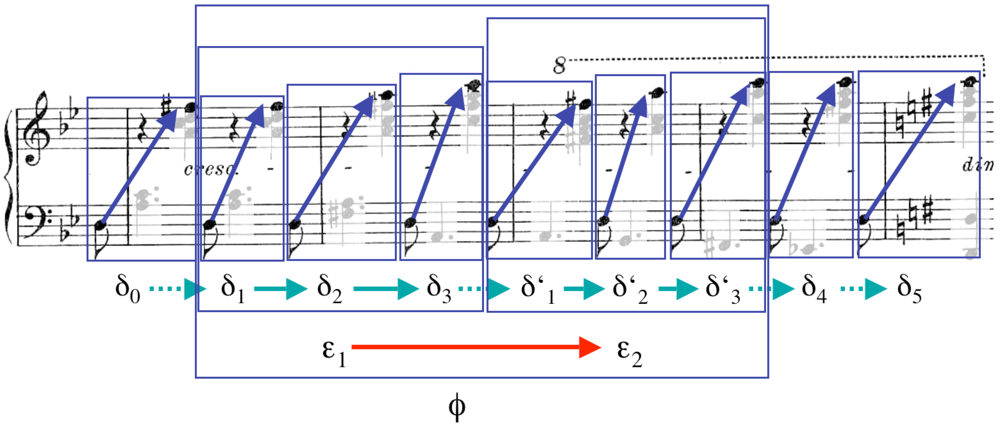 8
cresc. - - - - - - - - dim
δ0 δ1 δ2 δ3 δ‘1 δ‘2 δ‘3 δ4 δ5
ε1 ε2
ϕ